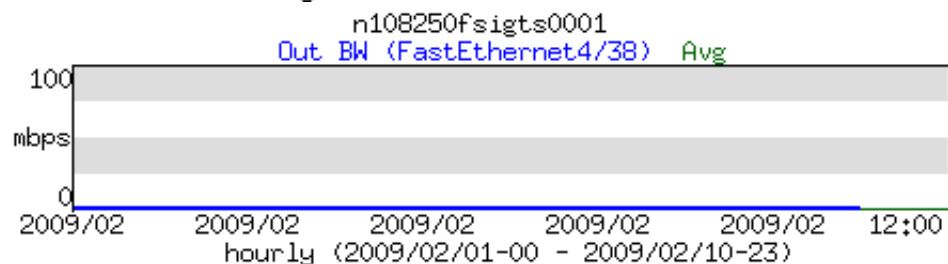 n108250fsigts0001
Out BW (FastEthernet4/38) Avg
100
mbps
0
2009/02 2009/02 2009/02 2009/02 2009/02 12:00
hourly (2009/02/01-00 - 2009/02/10-23)